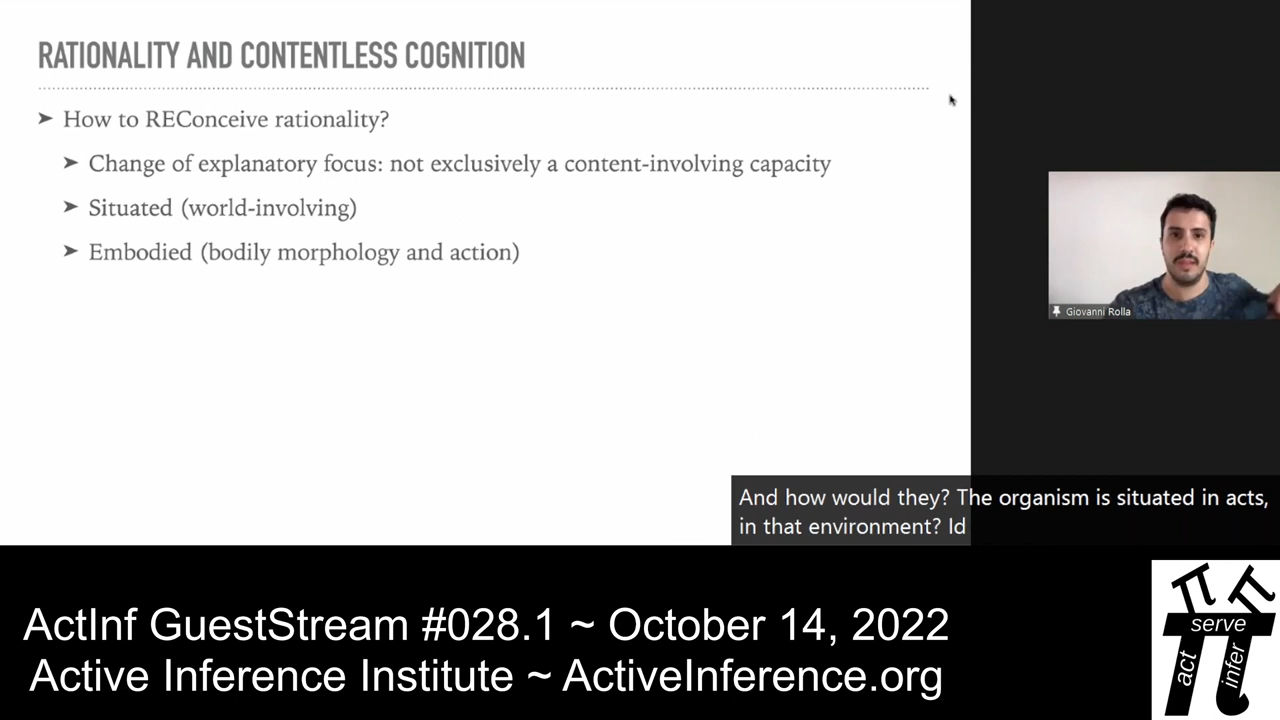 RATIONALITY AND CONTENTLESS COGNITION
➤ How to REConceive rationality?
➤ Change of explanatory focus: not exclusively a content-involving capacity
➤ Situated (world-involving)
➤ Embodied (bodily morphology and action)
Giovanni Rolla
And how would they? The organism is situated in acts,
in that environment? Id
ActInf GuestStream #028.1 ~ October 14, 2022
Active Inference Institute ~ ActiveInference.org
serve
act
infer